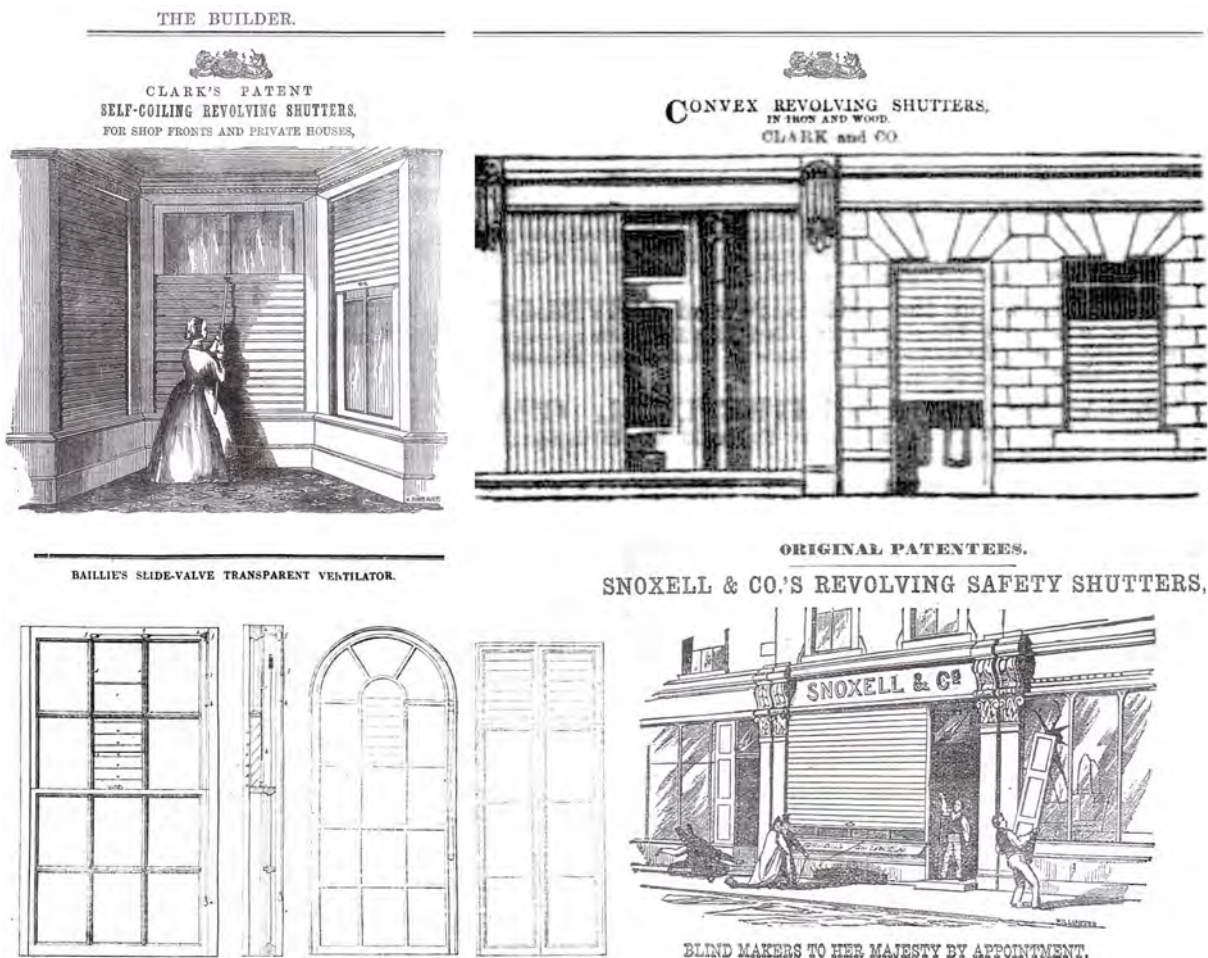 THE BUILDER.
CLARK'S PATENT
SELF-COILING REVOLVING SHUTTERS,
FOR SHOP FRONTS AND PRIVATE HOUSES,
CONVEX REVOLVING SHUTTERS,
IN IRON AND WOOD.
CLARK and CO.
BAILLIE'S SLIDE-VALVE TRANSPARENT VENTILATOR.
ORIGINAL PATENTEES.
SNOXELL & CO.'S REVOLVING SAFETY SHUTTERS,
SNOXELL & Co.
BLIND MAKERS TO HER MAJESTY BY APPOINTMENT.